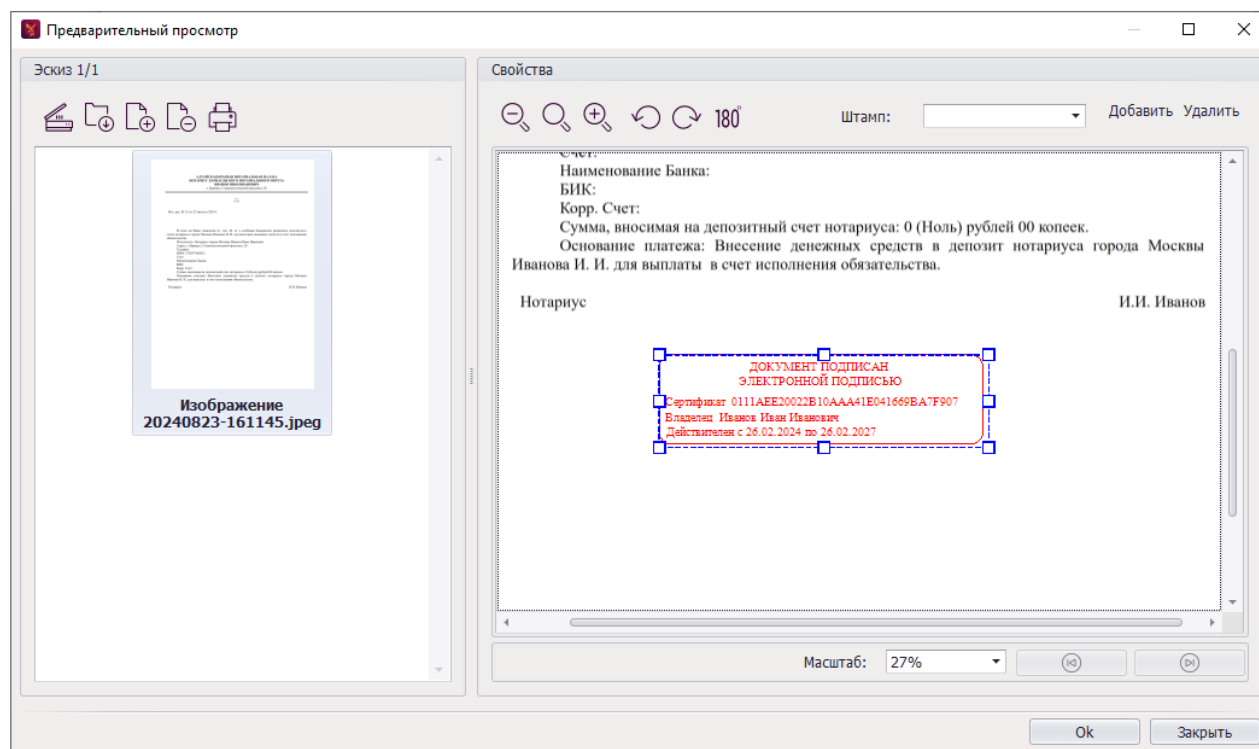 Предварительный просмотр
Эскиз 1/1
Изображение
20240823-161145.jpeg
Свойства
180°
Штамп:
Добавить Удалить
Счет:
Наименование Банка:
БИК:
Корр. Счет:
Сумма, вносимая на депозитный счет нотариуса: 0 (Ноль) рублей 00 копеек.
Основание платежа: Внесение денежных средств в депозит нотариуса города Москвы
Иванова И. И. для выплаты в счет исполнения обязательства.
Нотариус И.И. Иванов
ДОКУМЕНТ ПОДПИСАН
ЭЛЕКТРОННОЙ ПОДПИСЬЮ
Сертификат 0111AEE20022B10AAA41E041669BA7F907
Владелец Иванов Иван Иванович
Действителен с 26.02.2024 по 26.02.2027
Масштаб: 27%
Ok Закрыть